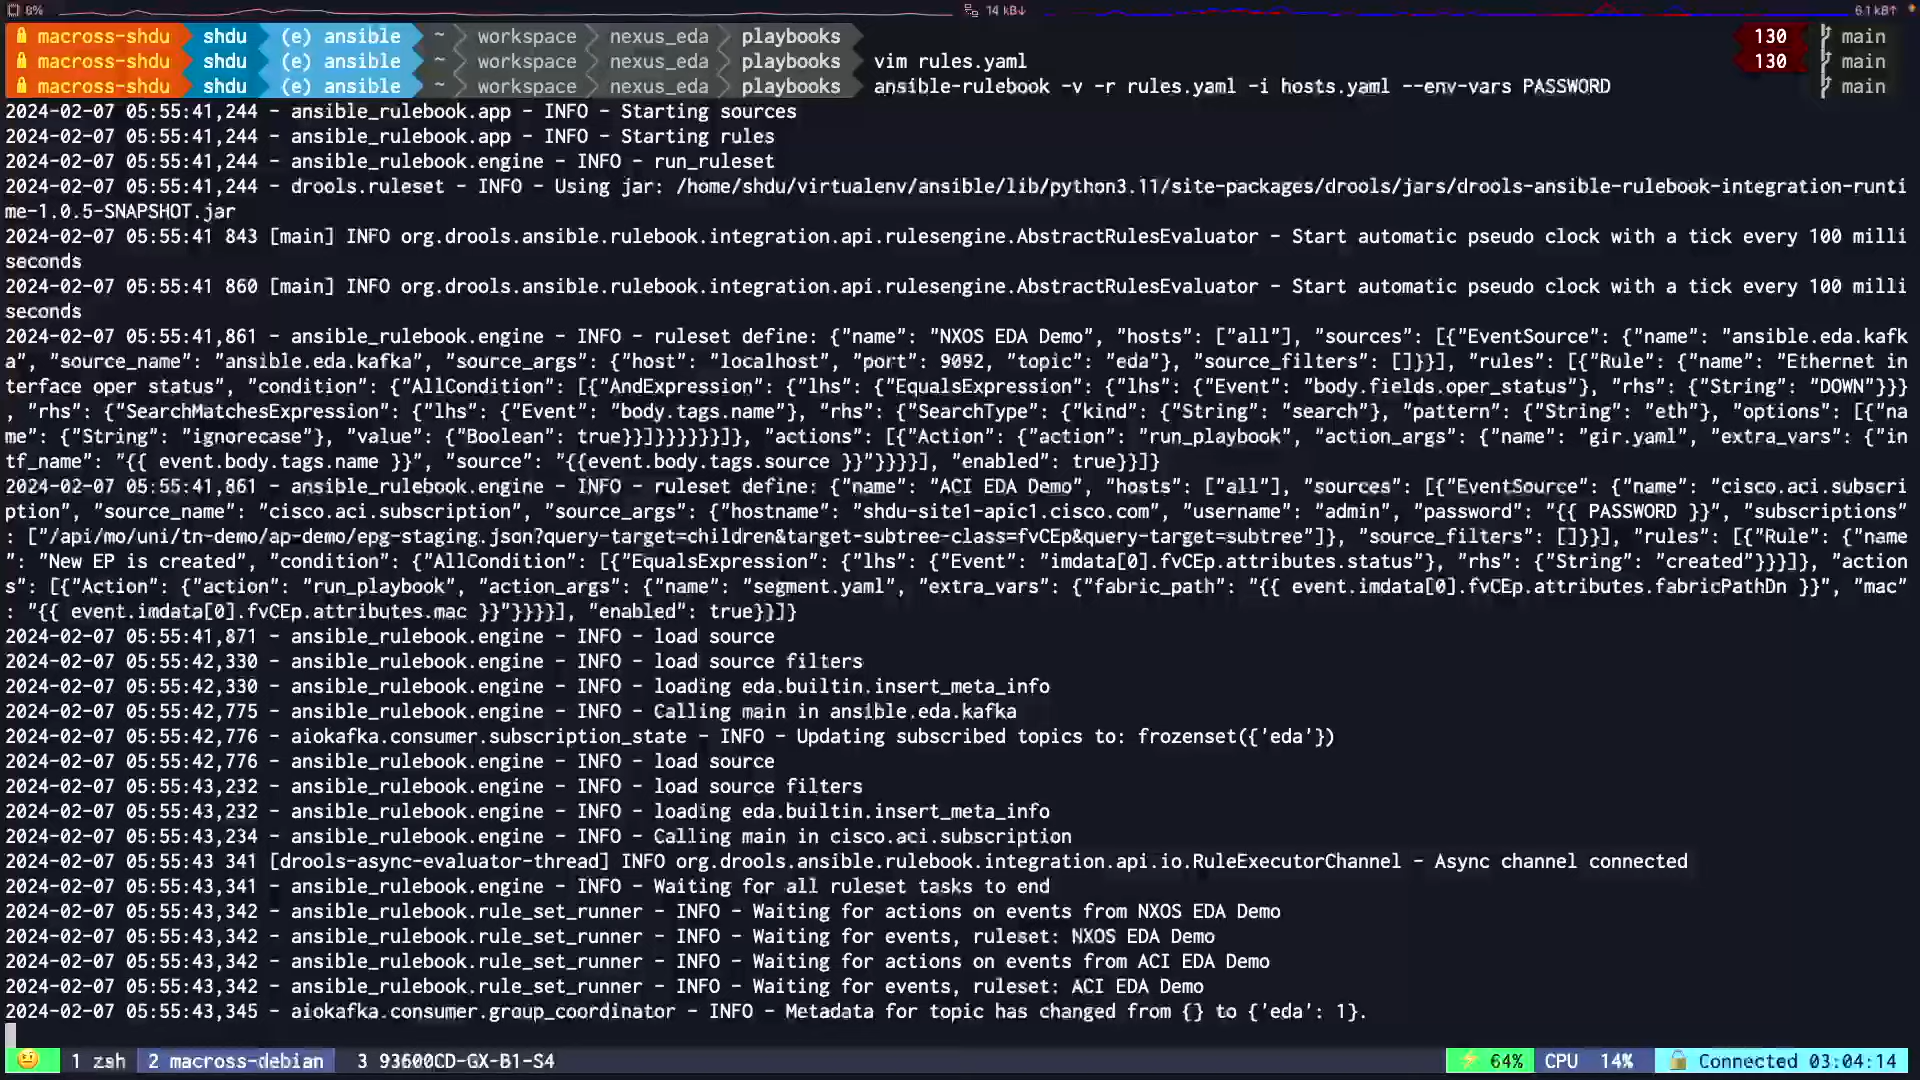 8% 14 kB↓ 61 kB↑
macross-shdu shdu (e) ansible ~ workspace nexus_eda playbooks 130 main
macross-shdu shdu (e) ansible ~ workspace nexus_eda playbooks vim rules.yaml 130 main
macross-shdu shdu (e) ansible ~ workspace nexus_eda playbooks ansible-rulebook -v -r rules.yaml -i hosts.yaml --env-vars PASSWORD main
2024-02-07 05:55:41,244 - ansible_rulebook.app - INFO - Starting sources
2024-02-07 05:55:41,244 - ansible_rulebook.app - INFO - Starting rules
2024-02-07 05:55:41,244 - ansible_rulebook.engine - INFO - run_ruleset
2024-02-07 05:55:41,244 - drools.ruleset - INFO - Using jar: /home/shdu/virtualenv/ansible/lib/python3.11/site-packages/drools/jars/drools-ansible-rulebook-integration-runti
me-1.0.5-SNAPSHOT.jar
2024-02-07 05:55:41 843 [main] INFO org.drools.ansible.rulebook.integration.api.rulesengine.AbstractRulesEvaluator - Start automatic pseudo clock with a tick every 100 milli
seconds
2024-02-07 05:55:41 860 [main] INFO org.drools.ansible.rulebook.integration.api.rulesengine.AbstractRulesEvaluator - Start automatic pseudo clock with a tick every 100 milli
seconds
2024-02-07 05:55:41,861 - ansible_rulebook.engine - INFO - ruleset define: {"name": "NXOS EDA Demo", "hosts": ["all"], "sources": [{"EventSource": {"name": "ansible.eda.kafk
a", "source_name": "ansible.eda.kafka", "source_args": {"host": "localhost", "port": 9092, "topic": "eda"}, "source_filters": []}}], "rules": [{"Rule": {"name": "Ethernet in
terface oper status", "condition": {"AllCondition": [{"AndExpression": {"lhs": {"EqualsExpression": {"lhs": {"Event": "body.fields.oper_status"}, "rhs": {"String": "DOWN"}}}
, "rhs": {"SearchMatchesExpression": {"lhs": {"Event": "body.tags.name"}, "rhs": {"SearchType": {"kind": {"String": "search"}, "pattern": {"String": "eth"}, "options": [{"na
me": {"String": "ignorecase"}, "value": {"Boolean": true}}]}}}}}}]}, "actions": [{"Action": {"action": "run_playbook", "action_args": {"name": "gir.yaml", "extra_vars": {"in
tf_name": "{{ event.body.tags.name }}", "source": "{{event.body.tags.source }}"}}}}], "enabled": true}}]}
2024-02-07 05:55:41,861 - ansible_rulebook.engine - INFO - ruleset define: {"name": "ACI EDA Demo", "hosts": ["all"], "sources": [{"EventSource": {"name": "cisco.aci.subscri
ption", "source_name": "cisco.aci.subscription", "source_args": {"hostname": "shdu-site1-apic1.cisco.com", "username": "admin", "password": "{{ PASSWORD }}", "subscriptions"
: ["/api/mo/uni/tn-demo/ap-demo/epg-staging.json?query-target=children&target-subtree-class=fvCEp&query-target=subtree"]}, "source_filters": []}}], "rules": [{"Rule": {"name
": "New EP is created", "condition": {"AllCondition": [{"EqualsExpression": {"lhs": {"Event": "imdata[0].fvCEp.attributes.status"}, "rhs": {"String": "created"}}}]}, "action
s": [{"Action": {"action": "run_playbook", "action_args": {"name": "segment.yaml", "extra_vars": {"fabric_path": "{{ event.imdata[0].fvCEp.attributes.fabricPathDn }}", "mac"
: "{{ event.imdata[0].fvCEp.attributes.mac }}"}}}}], "enabled": true}}]}
2024-02-07 05:55:41,871 - ansible_rulebook.engine - INFO - load source
2024-02-07 05:55:42,330 - ansible_rulebook.engine - INFO - load source filters
2024-02-07 05:55:42,330 - ansible_rulebook.engine - INFO - loading eda.builtin.insert_meta_info
2024-02-07 05:55:42,775 - ansible_rulebook.engine - INFO - Calling main in ansible.eda.kafka
2024-02-07 05:55:42,776 - aiokafka.consumer.subscription_state - INFO - Updating subscribed topics to: frozenset({'eda'})
2024-02-07 05:55:42,776 - ansible_rulebook.engine - INFO - load source
2024-02-07 05:55:43,232 - ansible_rulebook.engine - INFO - load source filters
2024-02-07 05:55:43,232 - ansible_rulebook.engine - INFO - loading eda.builtin.insert_meta_info
2024-02-07 05:55:43,234 - ansible_rulebook.engine - INFO - Calling main in cisco.aci.subscription
2024-02-07 05:55:43 341 [drools-async-evaluator-thread] INFO org.drools.ansible.rulebook.integration.api.io.RuleExecutorChannel - Async channel connected
2024-02-07 05:55:43,341 - ansible_rulebook.engine - INFO - Waiting for all ruleset tasks to end
2024-02-07 05:55:43,342 - ansible_rulebook.rule_set_runner - INFO - Waiting for actions on events from NXOS EDA Demo
2024-02-07 05:55:43,342 - ansible_rulebook.rule_set_runner - INFO - Waiting for events, ruleset: NXOS EDA Demo
2024-02-07 05:55:43,342 - ansible_rulebook.rule_set_runner - INFO - Waiting for actions on events from ACI EDA Demo
2024-02-07 05:55:43,342 - ansible_rulebook.rule_set_runner - INFO - Waiting for events, ruleset: ACI EDA Demo
2024-02-07 05:55:43,345 - aiokafka.consumer.group_coordinator - INFO - Metadata for topic has changed from {} to {'eda': 1}.
1 zsh 2 macross-debian 3 93600CD-GX-B1-S4 64% CPU 14% Connected 03:04:14